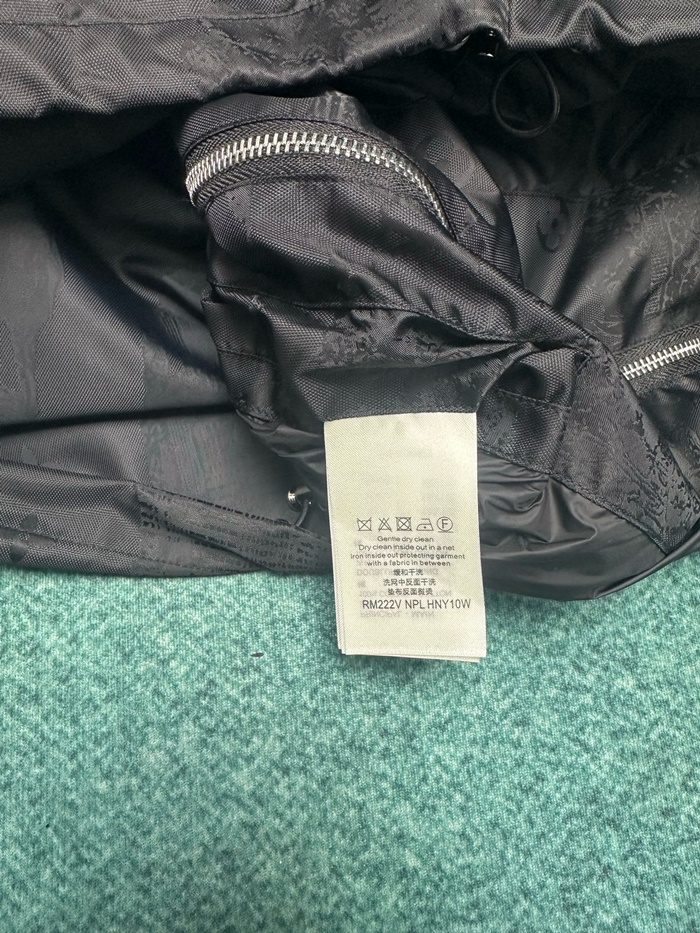 Gentle dry clean
Dry clean inside out in a net
Iron inside out protecting garment
with a fabric in between
缓和干洗
洗网中反面干洗
垫布反面熨烫
RM222V NPL HNY10W